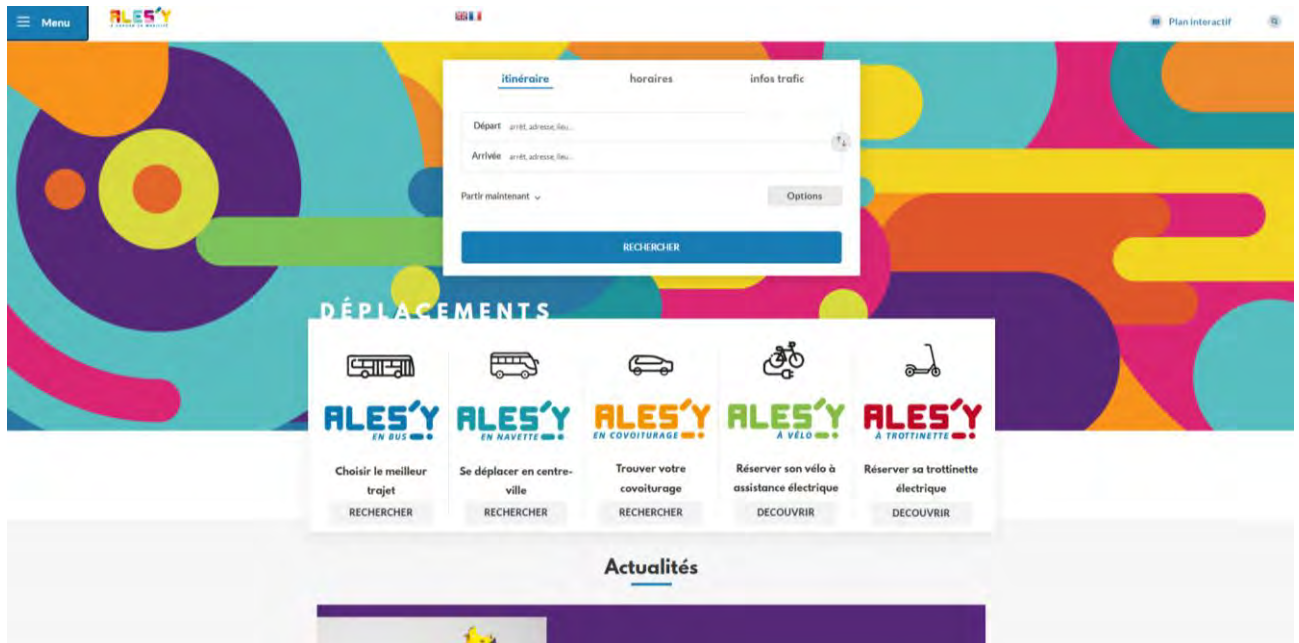 Menu
ALES'Y
Plan interactif
itinéraire
horaires
infos trafic
Départ arrêt, adresse, lieu...
Arrivée arrêt, adresse, lieu...
Partir maintenant
Options
RECHERCHER
DÉPLACEMENTS
ALES'Y
EN BUS
ALES'Y
EN NAVETTE
ALES'Y
EN COVOITURAGE
ALES'Y
À VÉLO
ALES'Y
À TROTTINETTE
Choisir le meilleur
trajet
RECHERCHER
Se déplacer en centre-
ville
RECHERCHER
Trouver votre
covoiturage
RECHERCHER
Réserver son vélo à
assistance électrique
DECOUVRIR
Réserver sa trottinette
électrique
DECOUVRIR
Actualités